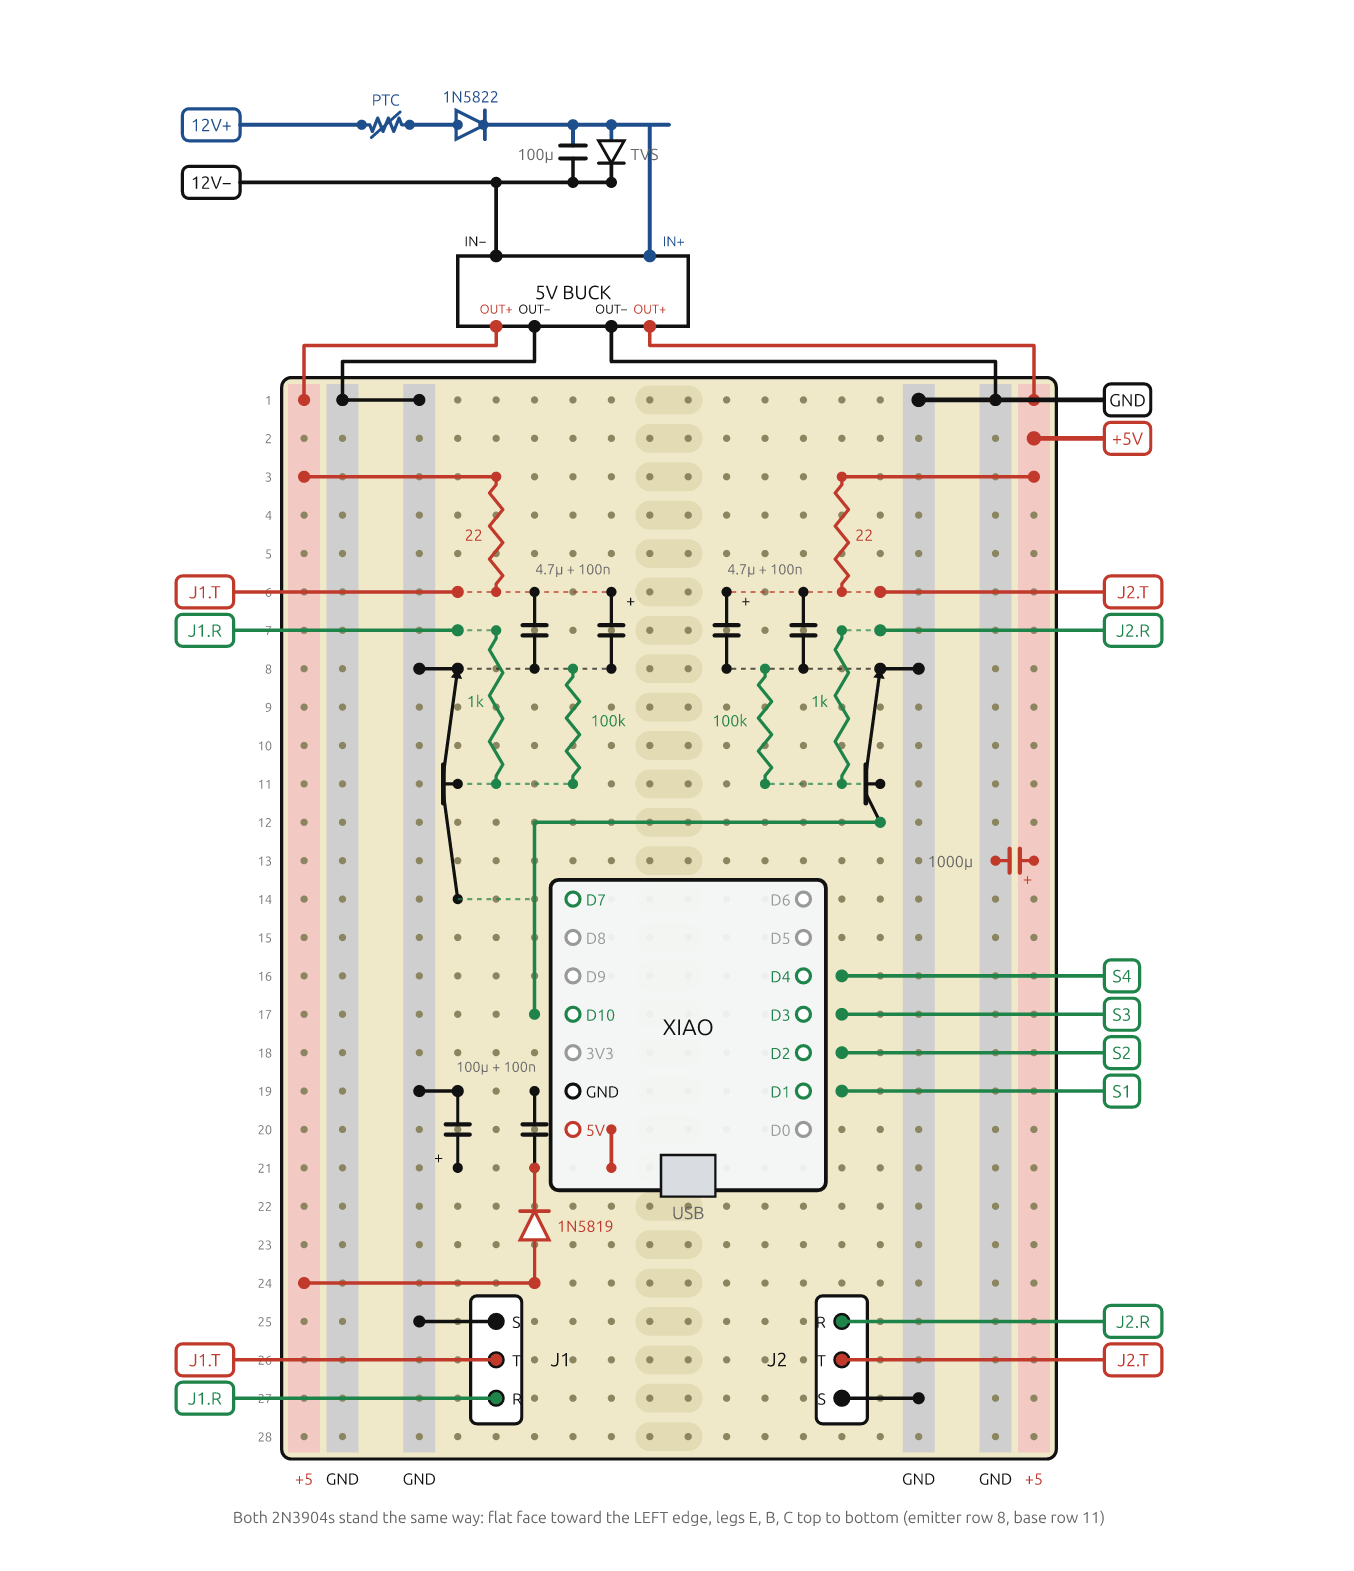 PTC
1N5822
12V+
100µ
TVS
12V−
IN−
IN+
5V BUCK
OUT+ OUT− OUT− OUT+
1
GND
2
+5V
3
4
5
22
22
4.7µ + 100n
4.7µ + 100n
J1.T
6
+
+
J2.T
J1.R
7
J2.R
8
9
1k
100k
100k
1k
10
11
12
13
1000µ
+
14
D7
D6
15
D8
D5
16
D9
D4
S4
17
D10
D3
S3
XIAO
18
3V3
D2
S2
100µ + 100n
19
GND
D1
S1
20
5V
D0
+
21
22
USB
23
1N5819
24
25
S
R
J2.R
J1.T
26
T
J1
J2
T
J2.T
J1.R
27
R
S
28
+5 GND GND GND GND +5
Both 2N3904s stand the same way: flat face toward the LEFT edge, legs E, B, C top to bottom (emitter row 8, base row 11)